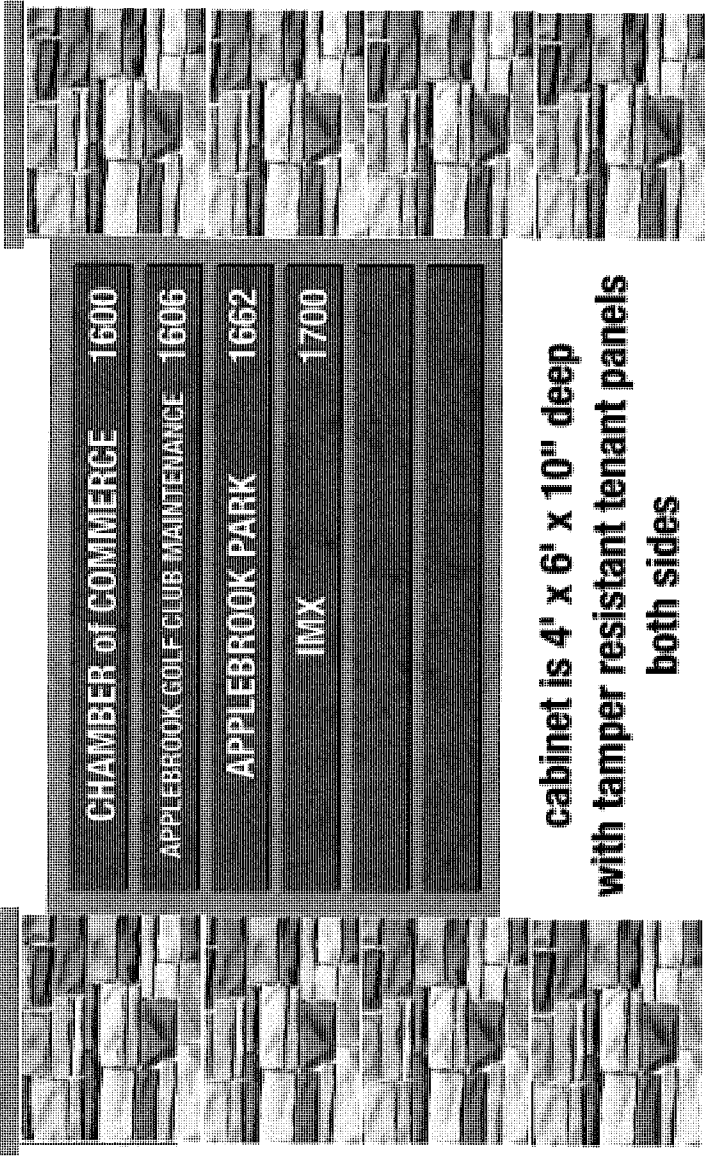 CHAMBER of COMMERCE 1600
APPLEBROOK GOLF CLUB MAINTENANCE 1606
APPLEBROOK PARK 1662
IMX 1700
cabinet is 4' x 6' x 10" deep
with tamper resistant tenant panels
both sides